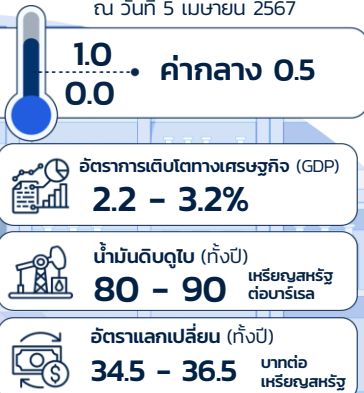 ณ วันที่ 5 เมษายน 2567
1.0
0.0
ค่ากลาง 0.5
อัตราการเติบโตทางเศรษฐกิจ (GDP)
2.2 - 3.2%
น้ำมันดิบดูไบ (ทั้งปี)
80 - 90 เหรียญสหรัฐ
ต่อบาร์เรล
อัตราแลกเปลี่ยน (ทั้งปี)
34.5 - 36.5 บาทต่อ
เหรียญสหรัฐ